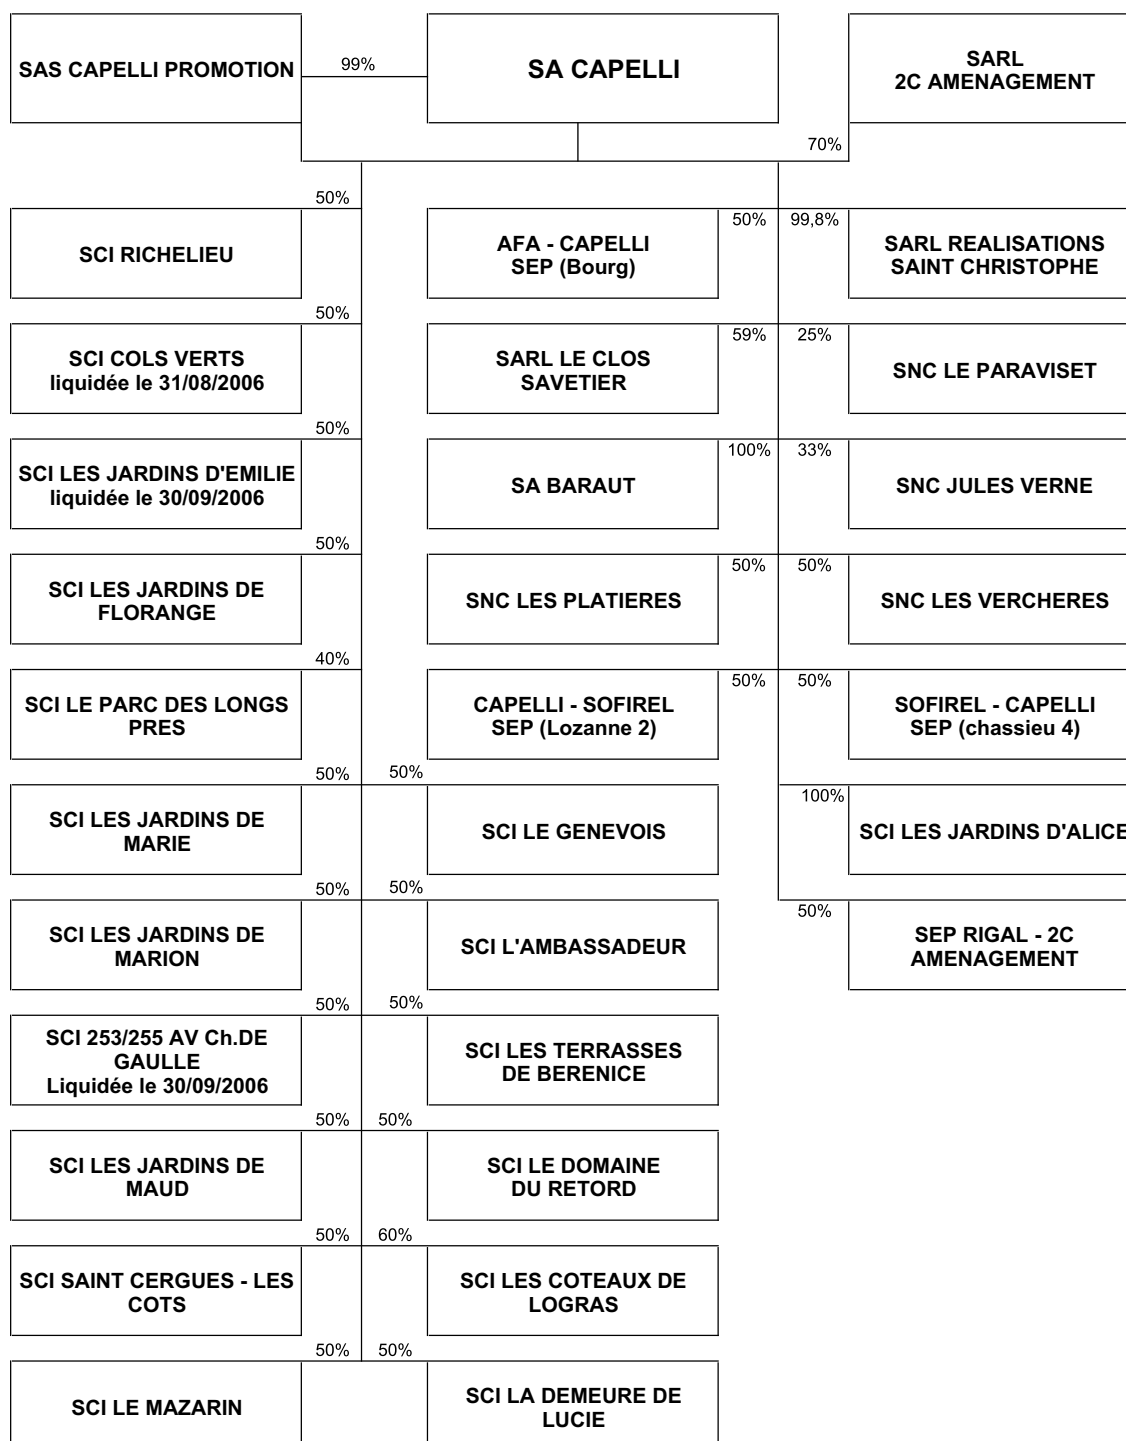 SAS CAPELLI PROMOTION
99%
SA CAPELLI
SARL
2C AMENAGEMENT
70%
50%
SCI RICHELIEU
AFA - CAPELLI
SEP (Bourg)
50%
99,8%
SARL REALISATIONS
SAINT CHRISTOPHE
50%
SCI COLS VERTS
liquidée le 31/08/2006
SARL LE CLOS
SAVETIER
59%
25%
SNC LE PARAVISET
50%
SCI LES JARDINS D'EMILIE
liquidée le 30/09/2006
SA BARAUT
100%
33%
SNC JULES VERNE
50%
SCI LES JARDINS DE
FLORANGE
SNC LES PLATIERES
50%
50%
SNC LES VERCHERES
40%
SCI LE PARC DES LONGS
PRES
CAPELLI - SOFIREL
SEP (Lozanne 2)
50%
50%
SOFIREL - CAPELLI
SEP (chassieu 4)
50%
50%
SCI LES JARDINS DE
MARIE
SCI LE GENEVOIS
100%
SCI LES JARDINS D'ALICE
50%
50%
SCI LES JARDINS DE
MARION
SCI L'AMBASSADEUR
50%
SEP RIGAL - 2C
AMENAGEMENT
50%
50%
SCI 253/255 AV Ch.DE
GAULLE
Liquidée le 30/09/2006
SCI LES TERRASSES
DE BERENICE
50%
50%
SCI LES JARDINS DE
MAUD
SCI LE DOMAINE
DU RETORD
50%
60%
SCI SAINT CERGUES - LES
COTS
SCI LES COTEAUX DE
LOGRAS
50%
50%
SCI LE MAZARIN
SCI LA DEMEURE DE
LUCIE